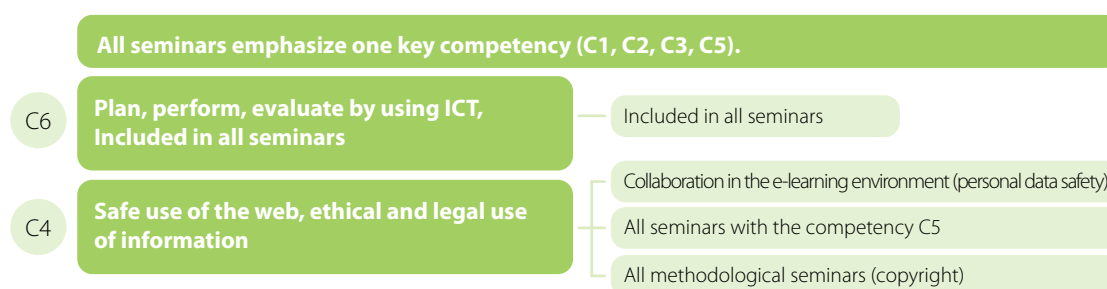 All seminars emphasize one key competency (C1, C2, C3, C5).
C6
Plan, perform, evaluate by using ICT,
Included in all seminars
Included in all seminars
C4
Safe use of the web, ethical and legal use
of information
Collaboration in the e-learning environment (personal data safety)
All seminars with the competency C5
All methodological seminars (copyright)